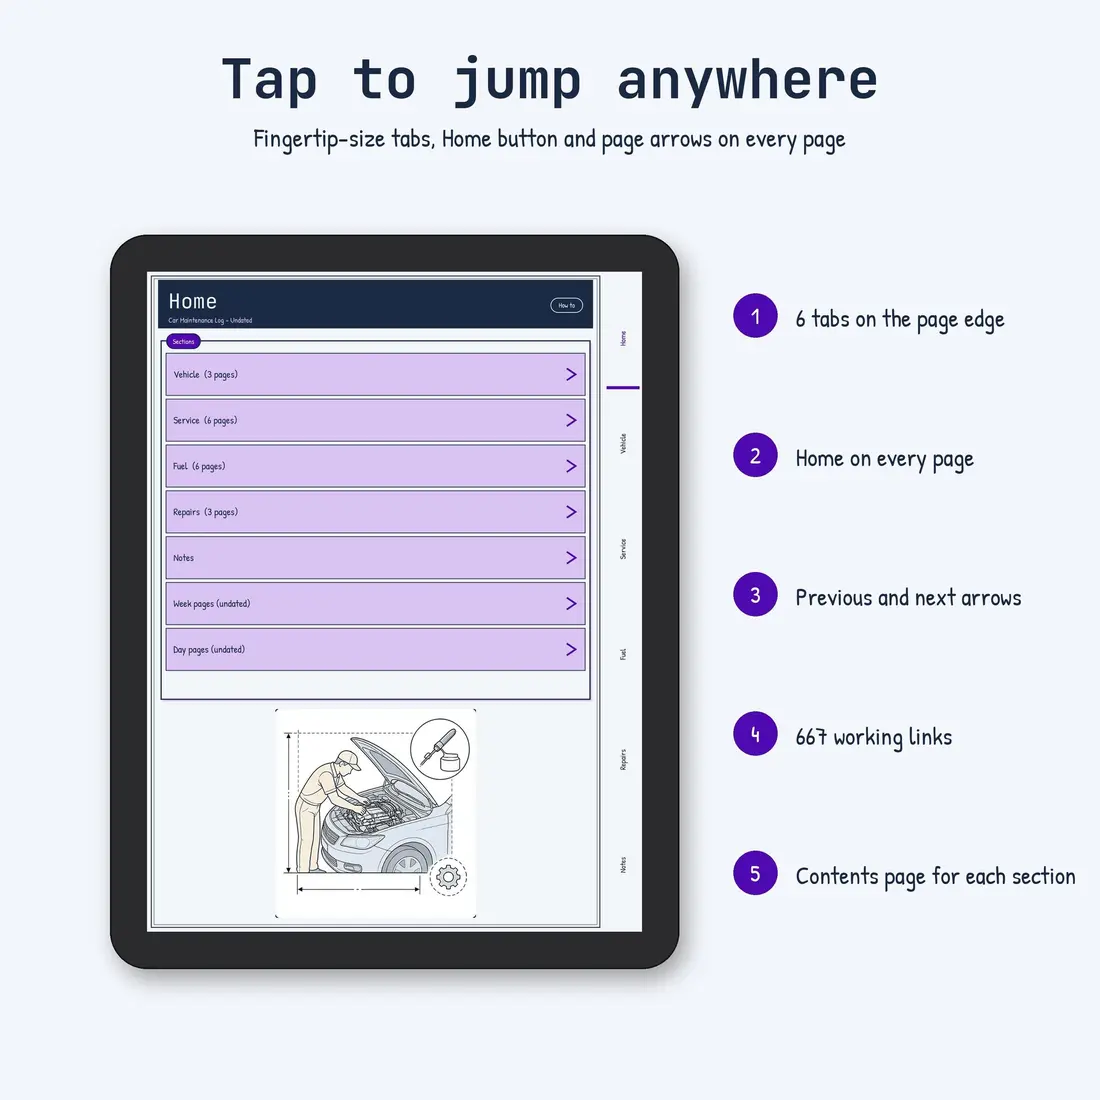 Tap to jump anywhere
Fingertip-size tabs, Home button and page arrows on every page
Home
Car Maintenance Log - Undated
How to
Sections
Vehicle (3 pages)
Service (6 pages)
Fuel (6 pages)
Repairs (3 pages)
Notes
Week pages (undated)
Day pages (undated)
Home
Vehicle
Service
Fuel
Repairs
Notes
1 6 tabs on the page edge
2 Home on every page
3 Previous and next arrows
4 667 working links
5 Contents page for each section